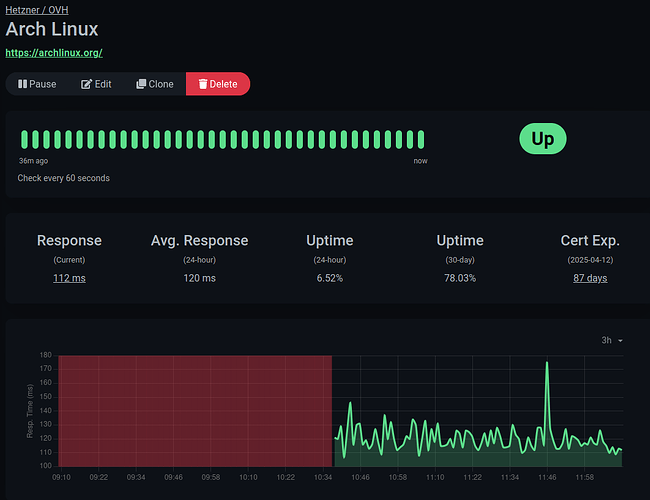 Hetzner / OVH
Arch Linux
https://archlinux.org/
Pause Edit Clone Delete
Up
36m ago now
Check every 60 seconds
Response Avg. Response Uptime Uptime Cert Exp.
(Current) (24-hour) (24-hour) (30-day) (2025-04-12)
112 ms 120 ms 6.52% 78.03% 87 days
3h
Resp. Time (ms)
180
170
160
150
140
130
120
110
100
09:10 09:22 09:34 09:46 09:58 10:10 10:22 10:34 10:46 10:58 11:10 11:22 11:34 11:46 11:58